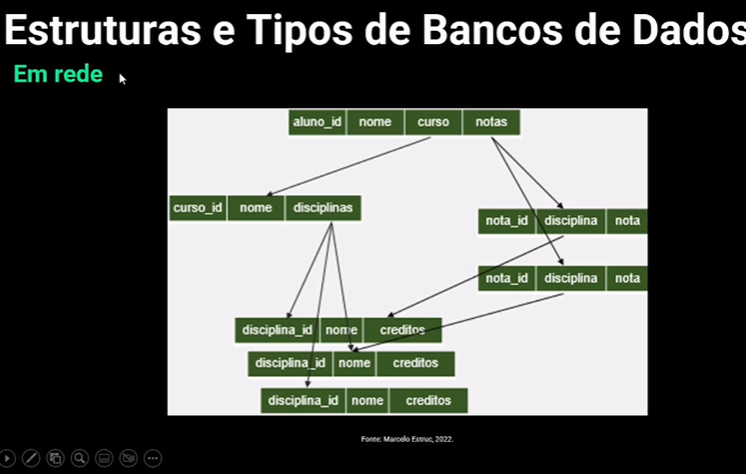 Estruturas e Tipos de Bancos de Dados
Em rede
aluno_id nome curso notas
curso_id nome disciplinas
nota_id disciplina nota
nota_id disciplina nota
disciplina_id nome creditos
disciplina_id nome creditos
disciplina_id nome creditos
Fonte: Marcelo Estruc, 2022.